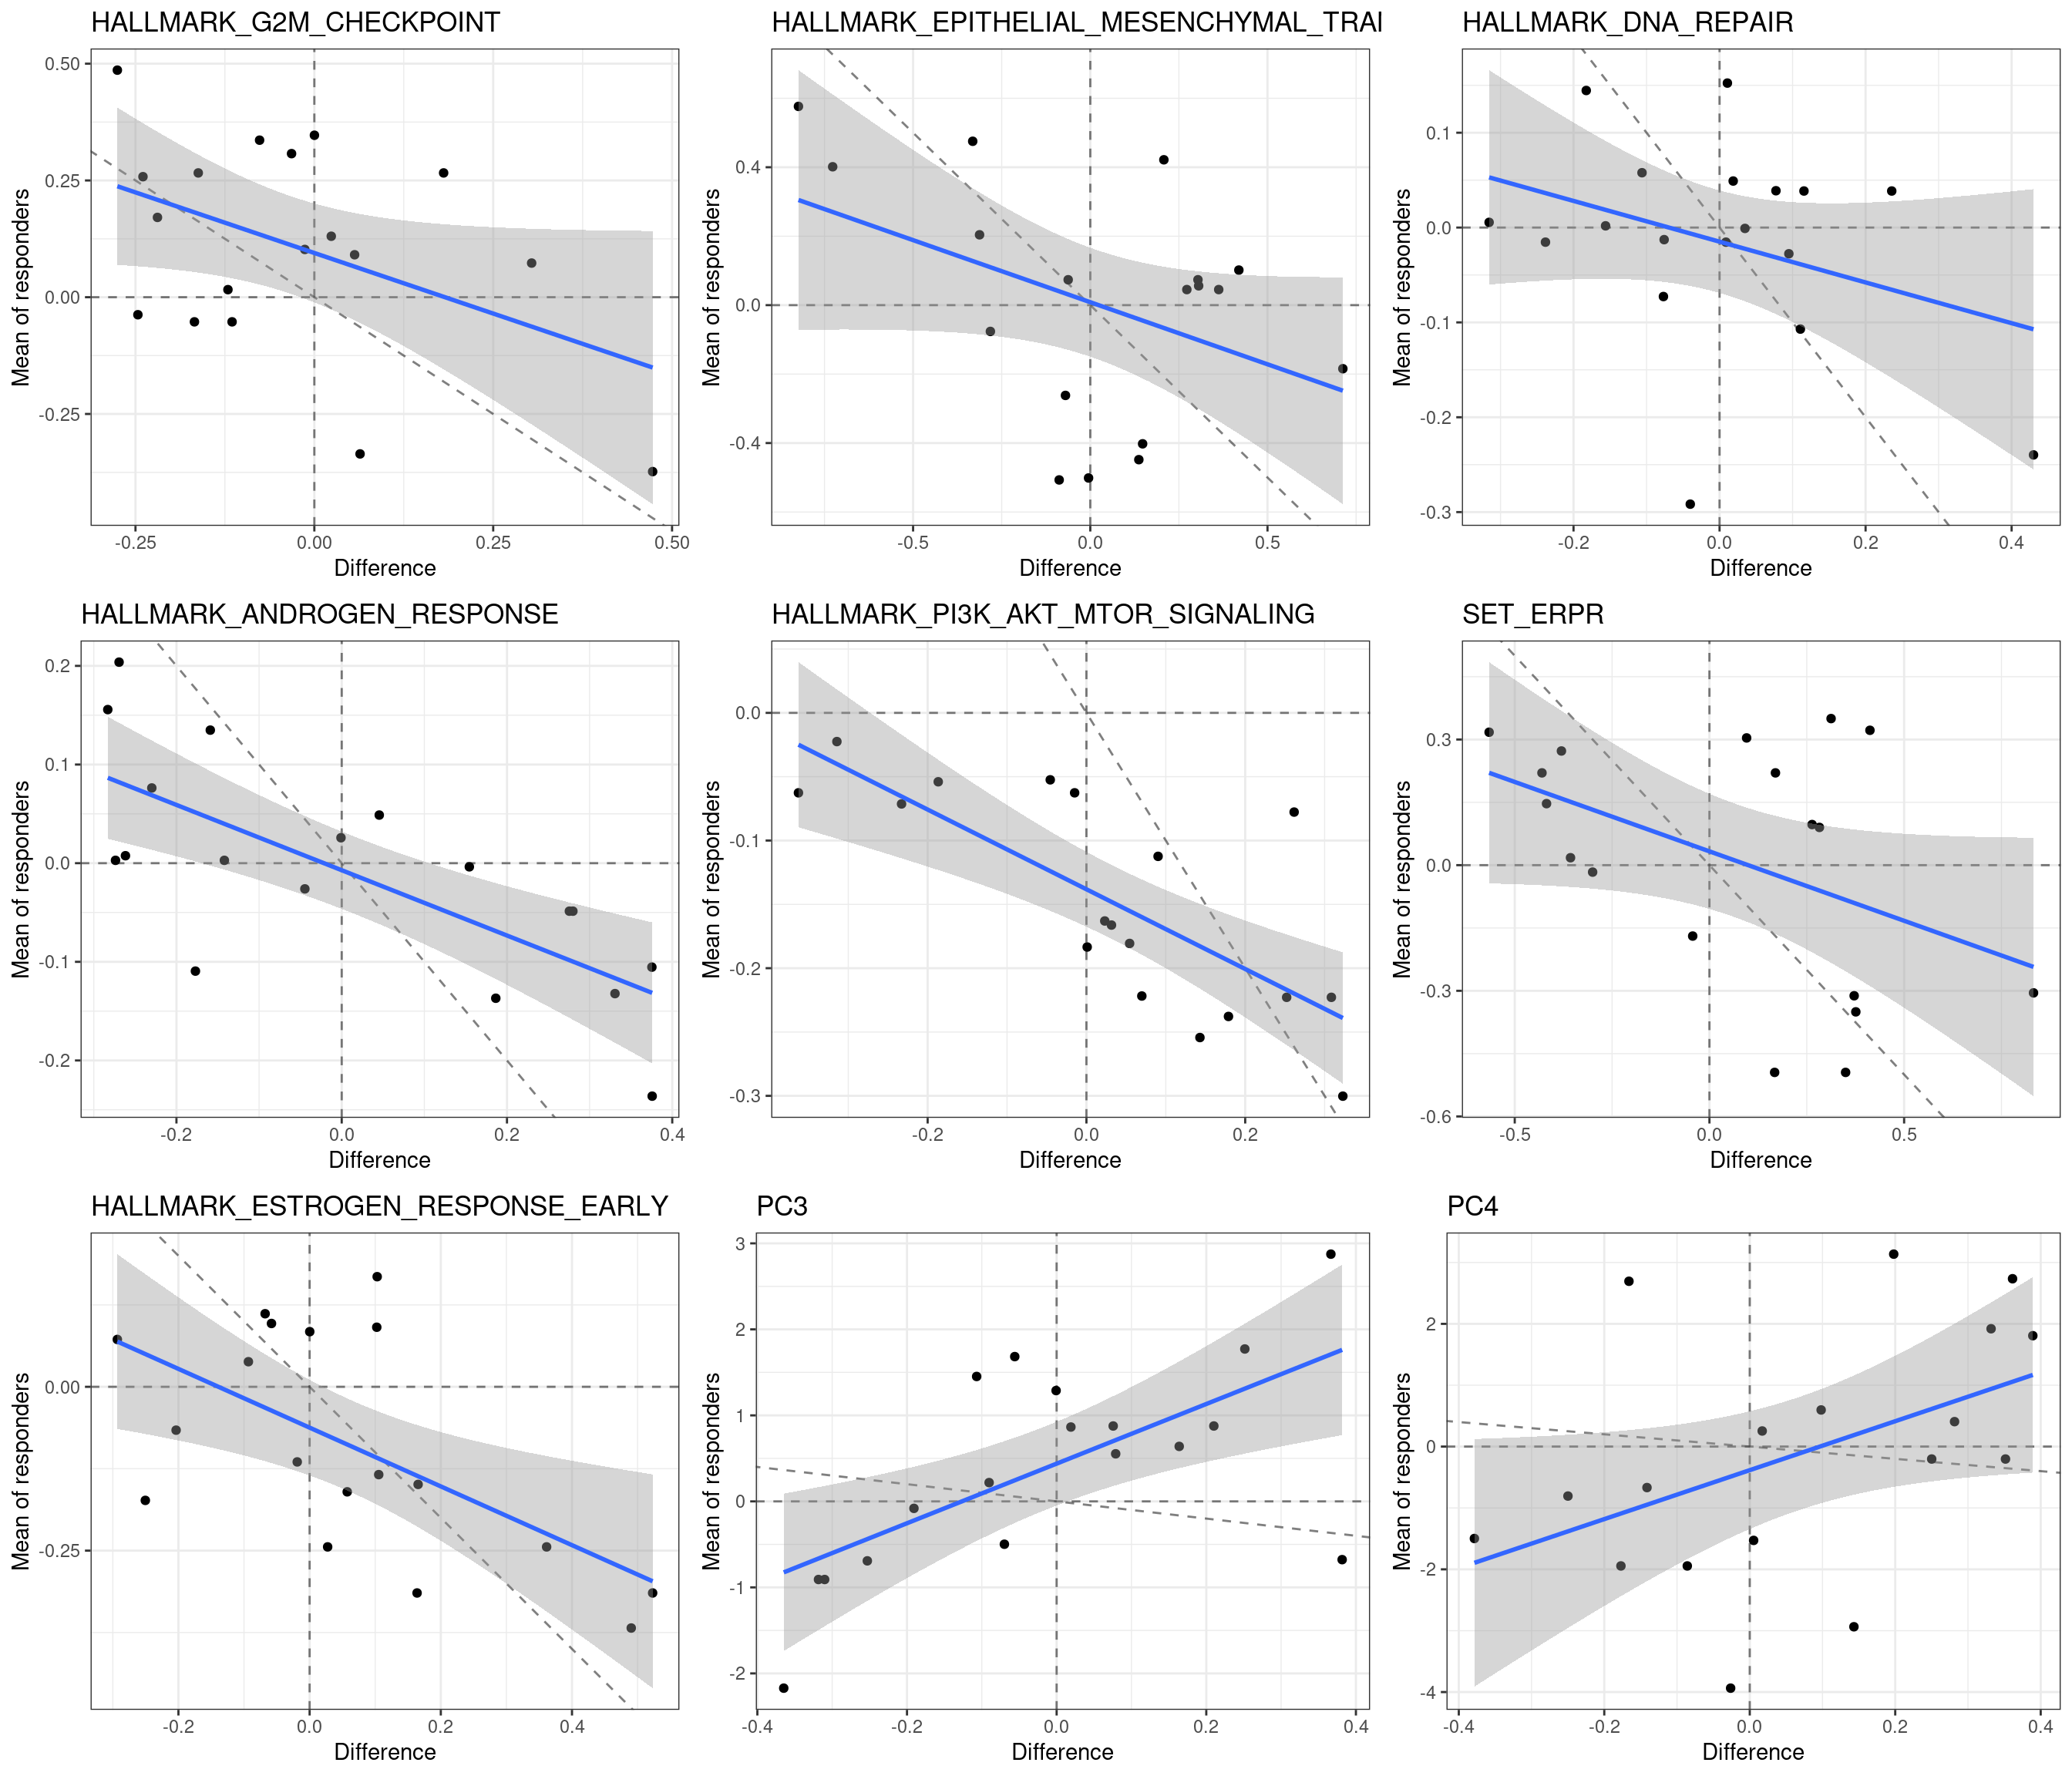 HALLMARK_G2M_CHECKPOINT
0.50
0.25
0.00
-0.25
-0.25 0.00 0.25 0.50
Difference
Mean of responders
HALLMARK_EPITHELIAL_MESENCHYMAL_TRAI
0.4
0.0
-0.4
-0.5 0.0 0.5
Difference
Mean of responders
HALLMARK_DNA_REPAIR
0.1
0.0
-0.1
-0.2
-0.3
-0.2 0.0 0.2 0.4
Difference
Mean of responders
HALLMARK_ANDROGEN_RESPONSE
0.2
0.1
0.0
-0.1
-0.2
-0.2 0.0 0.2 0.4
Difference
Mean of responders
HALLMARK_PI3K_AKT_MTOR_SIGNALING
0.0
-0.1
-0.2
-0.3
-0.2 0.0 0.2
Difference
Mean of responders
SET_ERPR
0.3
0.0
-0.3
-0.6
-0.5 0.0 0.5
Difference
Mean of responders
HALLMARK_ESTROGEN_RESPONSE_EARLY
0.00
-0.25
-0.2 0.0 0.2 0.4
Difference
Mean of responders
PC3
3
2
1
0
-1
-2
-0.4 -0.2 0.0 0.2 0.4
Difference
Mean of responders
PC4
2
0
-2
-4
-0.4 -0.2 0.0 0.2 0.4
Difference
Mean of responders